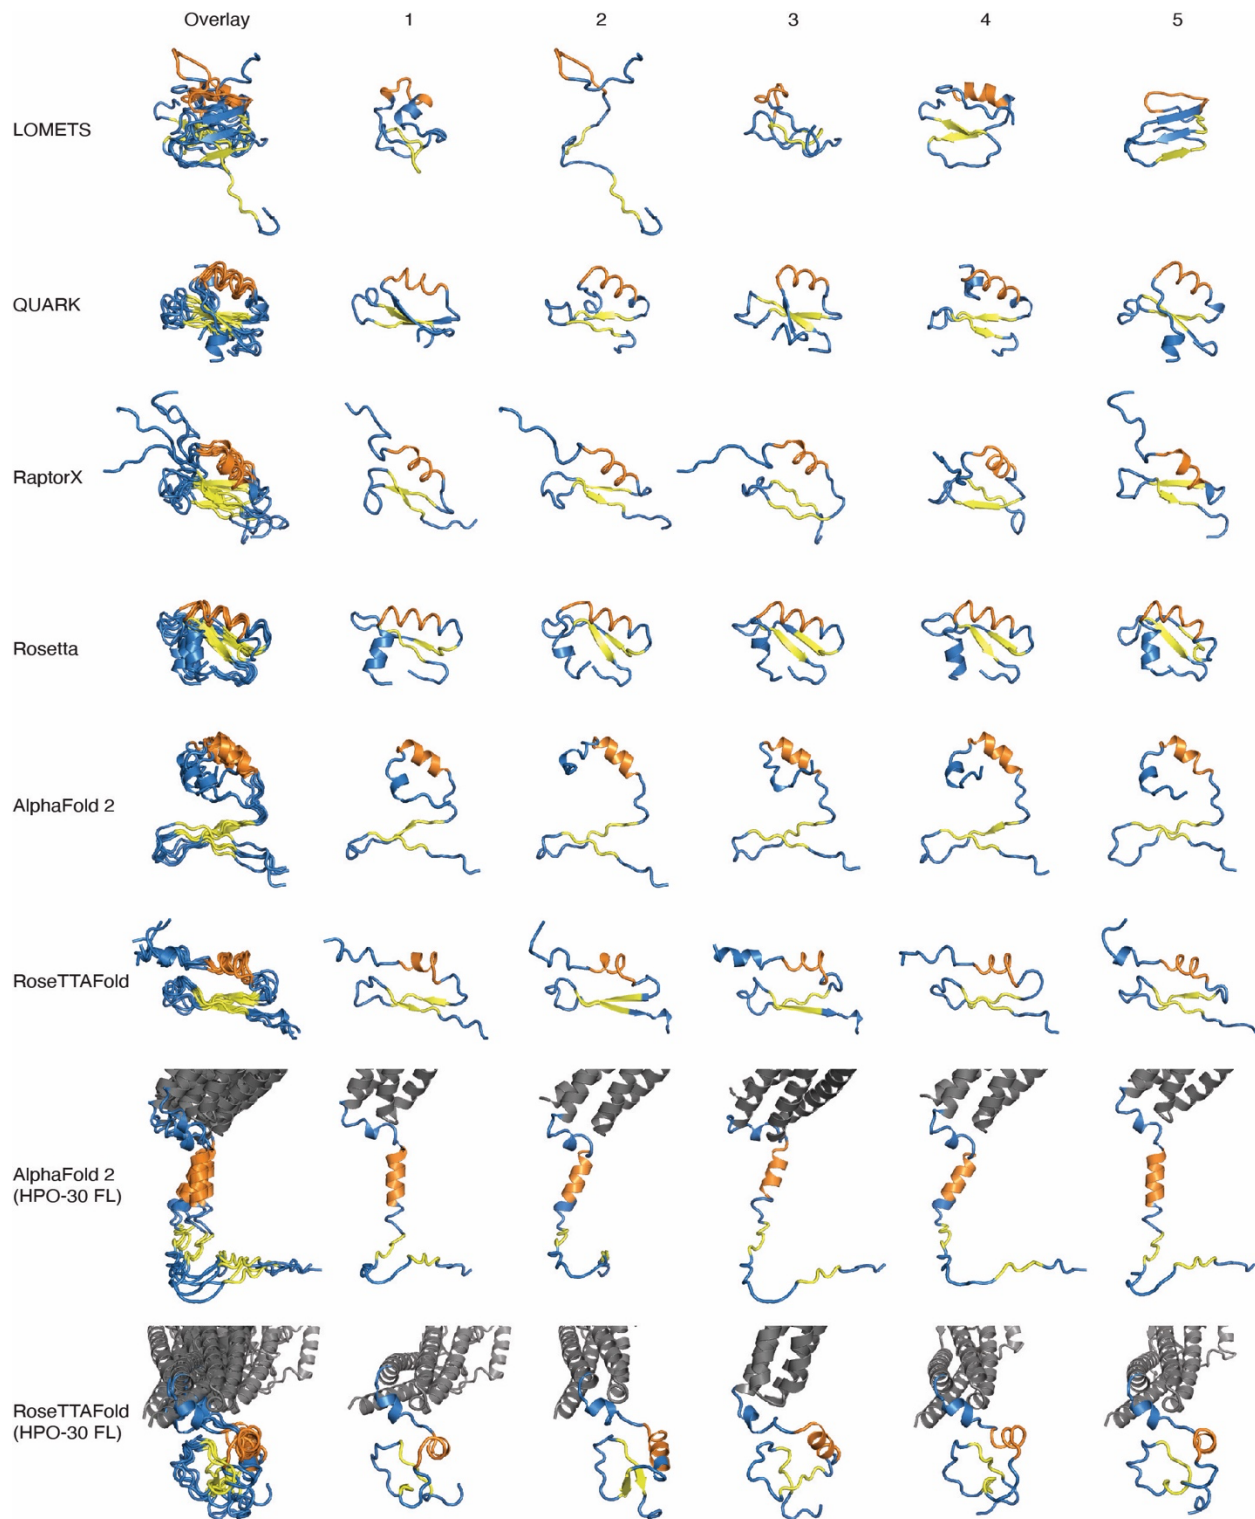 Overlay 1 2 3 4 5
LOMETS
QUARK
RaptorX
Rosetta
AlphaFold 2
RoseTTAFold
AlphaFold 2
(HPO-30 FL)
RoseTTAFold
(HPO-30 FL)